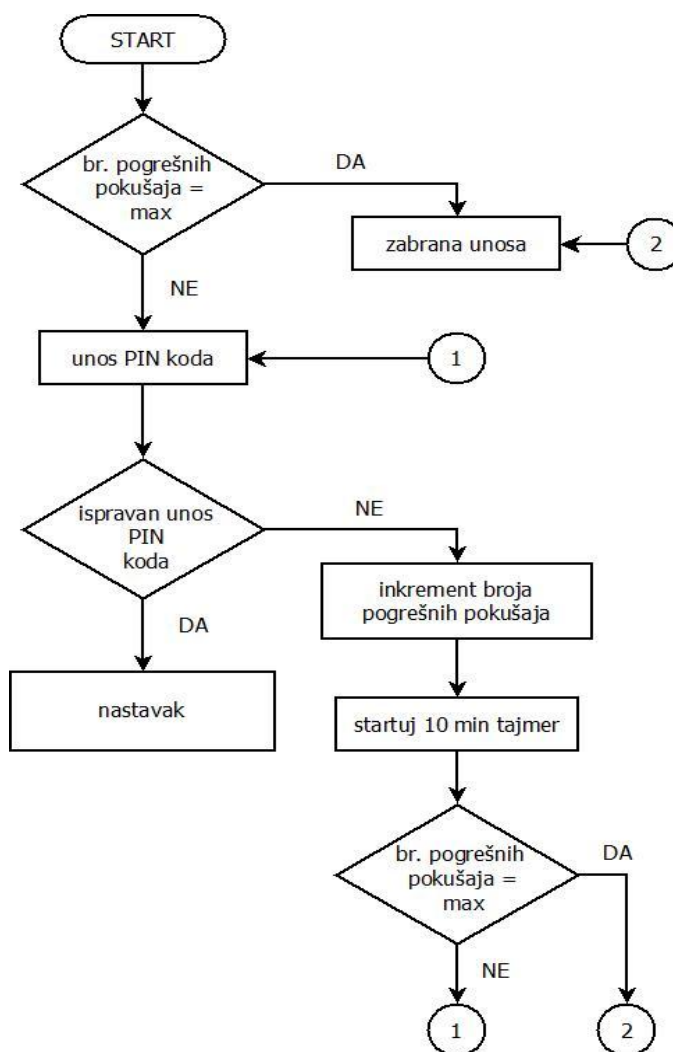 START
br. pogrešnih
pokušaja =
max
DA
zabrana unosa
2
NE
unos PIN koda
1
ispravan unos
PIN
koda
NE
inkrement broja
pogrešnih pokušaja
DA
nastavak
startuj 10 min tajmer
br. pogrešnih
pokušaja =
max
DA
NE
1
2